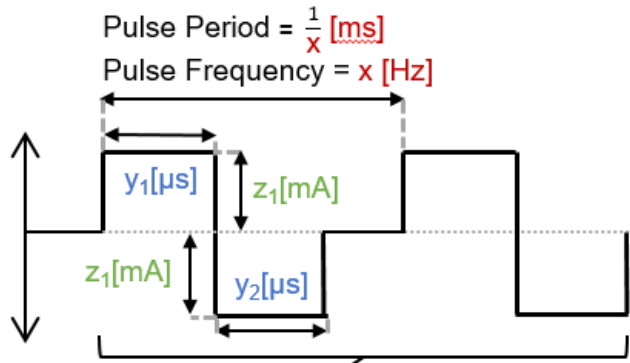 Pulse Period = 1/x [ms]
Pulse Frequency = x [Hz]
y₁[µs]
z₁[mA]
z₁[mA]
y₂[µs]